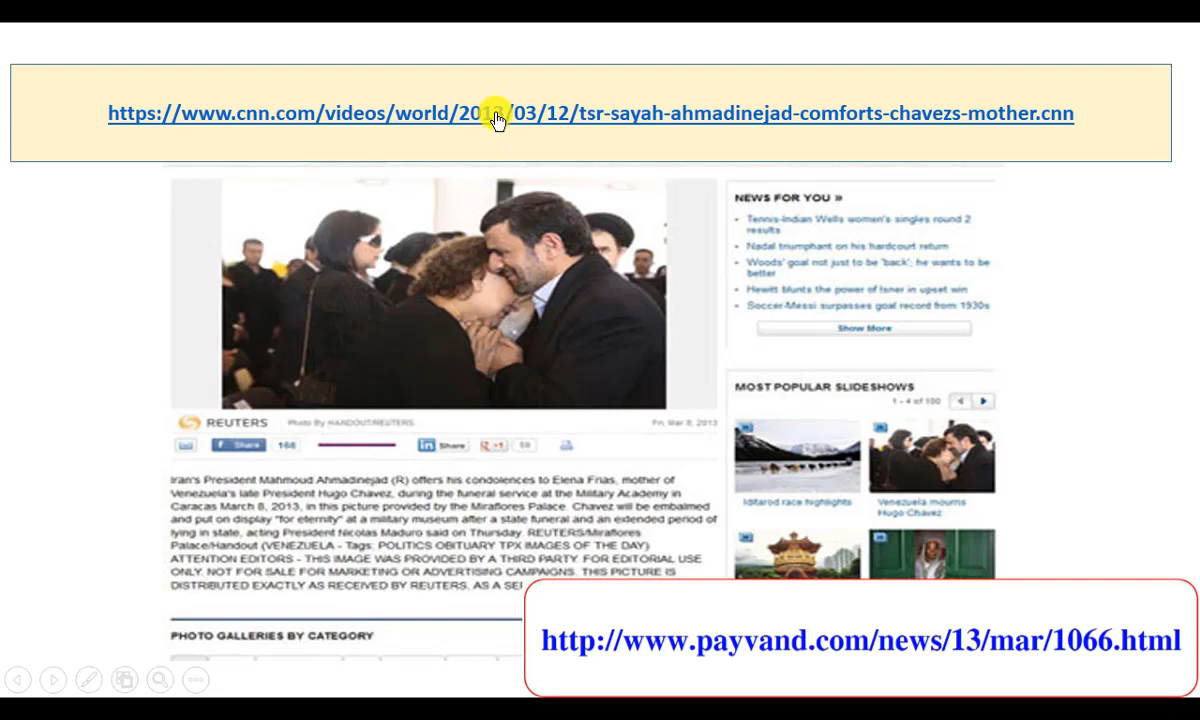 https://www.cnn.com/videos/world/2013/03/12/tsr-sayah-ahmadinejad-comforts-chavezs-mother.cnn
REUTERS Photo By HANDOUT/REUTERS Fri, Mar 8, 2013
Share 168 Share +1 59
Iran's President Mahmoud Ahmadinejad (R) offers his condolences to Elena Frias, mother of
Venezuela's late President Hugo Chavez, during the funeral service at the Military Academy in
Caracas March 8, 2013, in this picture provided by the Miraflores Palace. Chavez will be embalmed
and put on display "for eternity" at a military museum after a state funeral and an extended period of
lying in state, acting President Nicolas Maduro said on Thursday. REUTERS/Miraflores
Palace/Handout (VENEZUELA - Tags: POLITICS OBITUARY TPX IMAGES OF THE DAY)
ATTENTION EDITORS - THIS IMAGE WAS PROVIDED BY A THIRD PARTY. FOR EDITORIAL USE
ONLY. NOT FOR SALE FOR MARKETING OR ADVERTISING CAMPAIGNS. THIS PICTURE IS
DISTRIBUTED EXACTLY AS RECEIVED BY REUTERS, AS A SE
PHOTO GALLERIES BY CATEGORY
NEWS FOR YOU »
Tennis-Indian Wells women's singles round 2
results
Nadal triumphant on his hardcourt return
Woods' goal not just to be 'back'; he wants to be
better
Hewitt blunts the power of Isner in upset win
Soccer-Messi surpasses goal record from 1930s
Show More
MOST POPULAR SLIDESHOWS
1 - 4 of 100
Iditarod race highlights
Venezuela mourns
Hugo Chavez
http://www.payvand.com/news/13/mar/1066.html